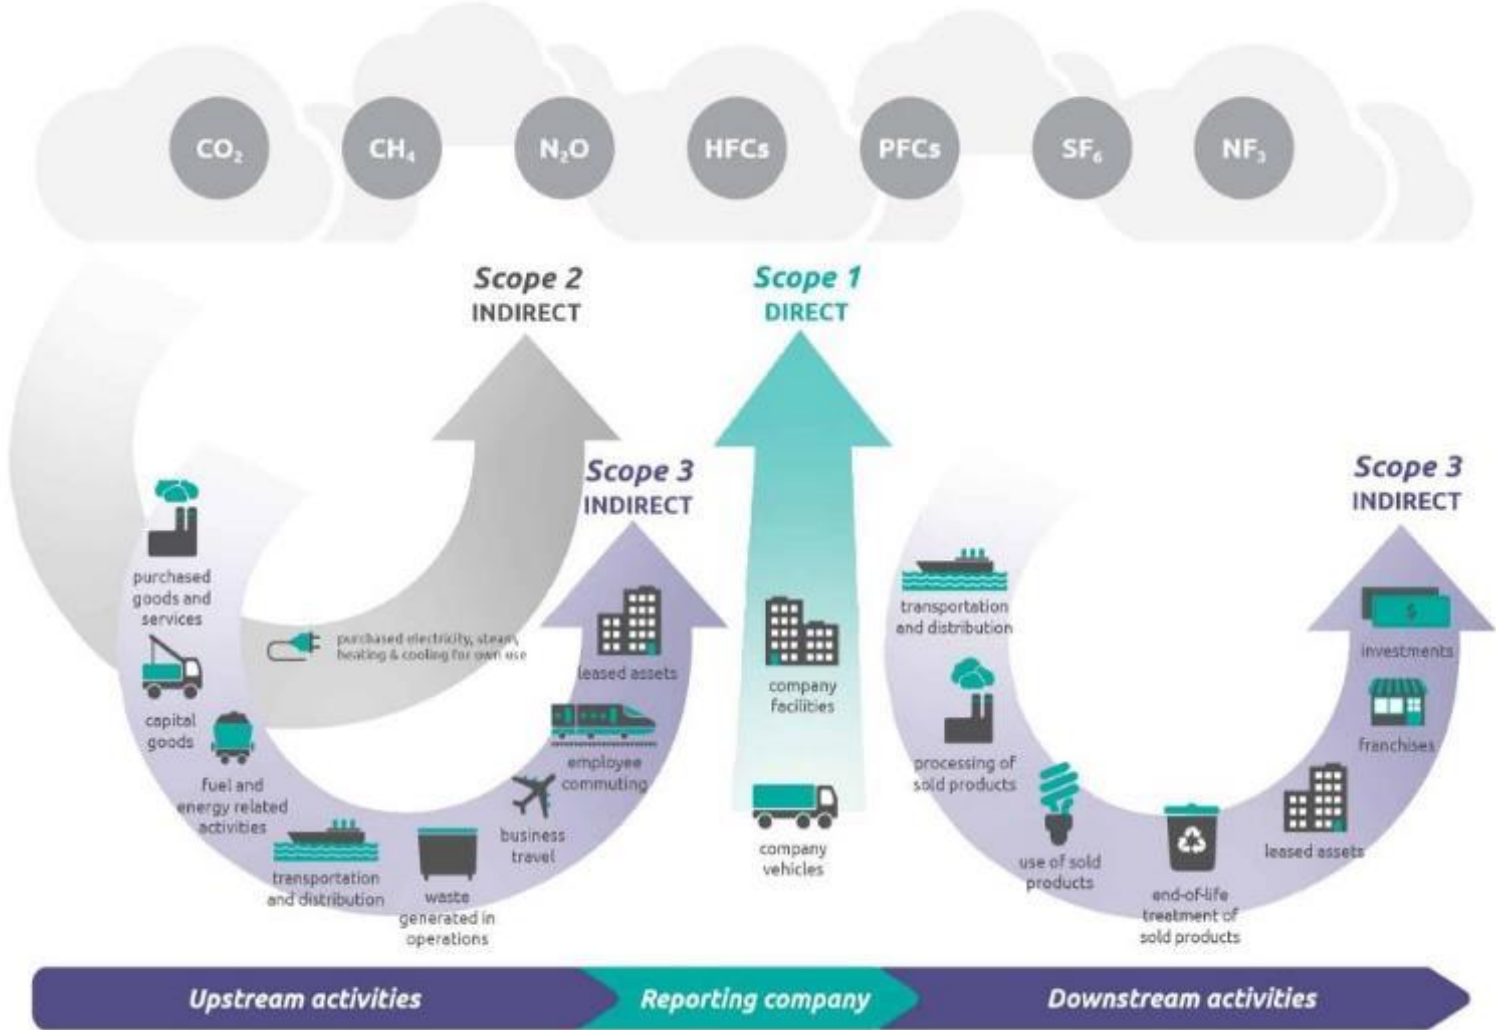 CO₂
CH₄
N₂O
HFCs
PFCs
SF₆
NF₃
Scope 2
INDIRECT
Scope 1
DIRECT
Scope 3
INDIRECT
Scope 3
INDIRECT
purchased
goods and
services
capital
goods
fuel and
energy related
activities
transportation
and distribution
waste
generated in
operations
business
travel
employee
commuting
leased assets
purchased electricity, steam,
heating & cooling for own use
company
facilities
company
vehicles
transportation
and distribution
processing of
sold products
use of sold
products
end-of-life
treatment of
sold products
leased assets
franchises
investments
$
Upstream activities
Reporting company
Downstream activities